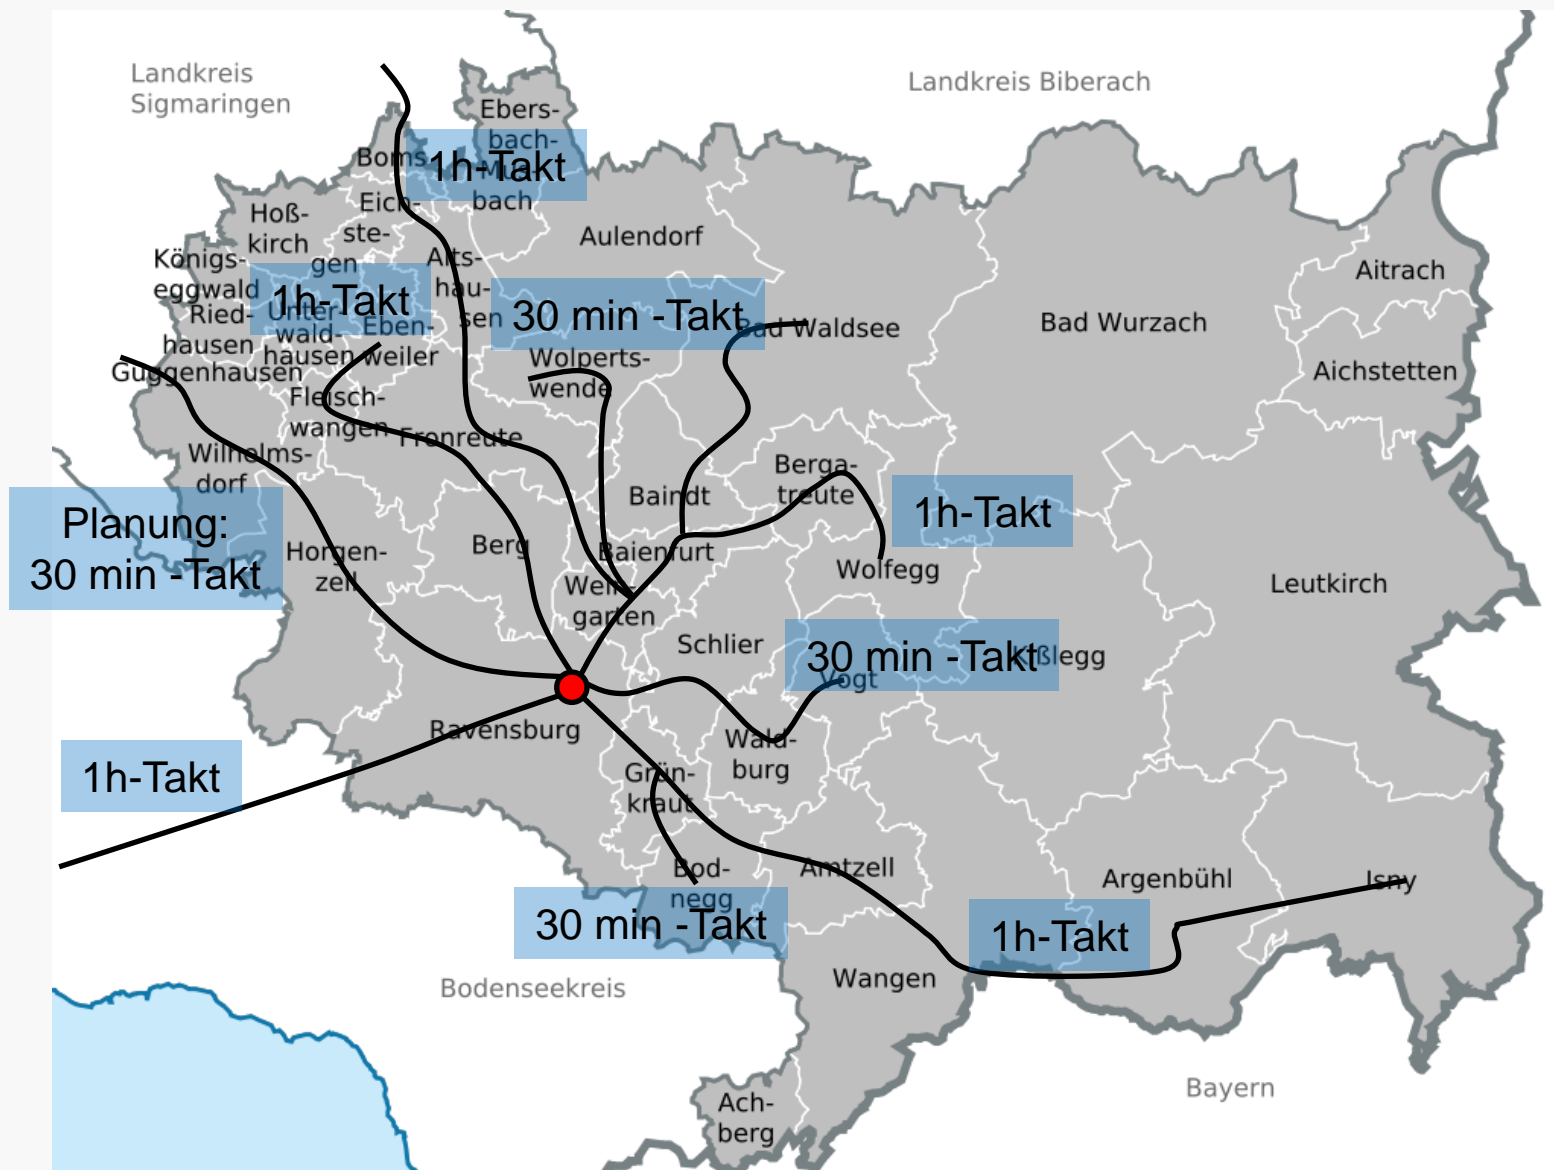 Landkreis
Sigmaringen
Landkreis Biberach
Ebers-
bach-
Mus-
bach
Boms
1h-Takt
Eich-
ste-
gen
Hoß-
kirch
Aulendorf
Königs-
eggwald
Alts-
hau-
sen
Aitrach
1h-Takt
30 min -Takt
Ried-
hausen
Unter-
wald-
hausen
Eben-
weiler
Bad Waldsee
Bad Wurzach
Guggenhausen
Wolperts-
wende
Aichstetten
Fleisch-
wangen
Fronreute
Wilhelms-
dorf
Berga-
treute
Baindt
1h-Takt
Planung:
30 min -Takt
Horgen-
zell
Berg
Baienfurt
Wolfegg
Leutkirch
Wein-
garten
Schlier
30 min -Takt
Kißlegg
Vogt
Ravensburg
Wald-
burg
1h-Takt
Grün-
kraut
Bod-
negg
Amtzell
Argenbühl
Isny
30 min -Takt
1h-Takt
Wangen
Bodenseekreis
Bayern
Ach-
berg